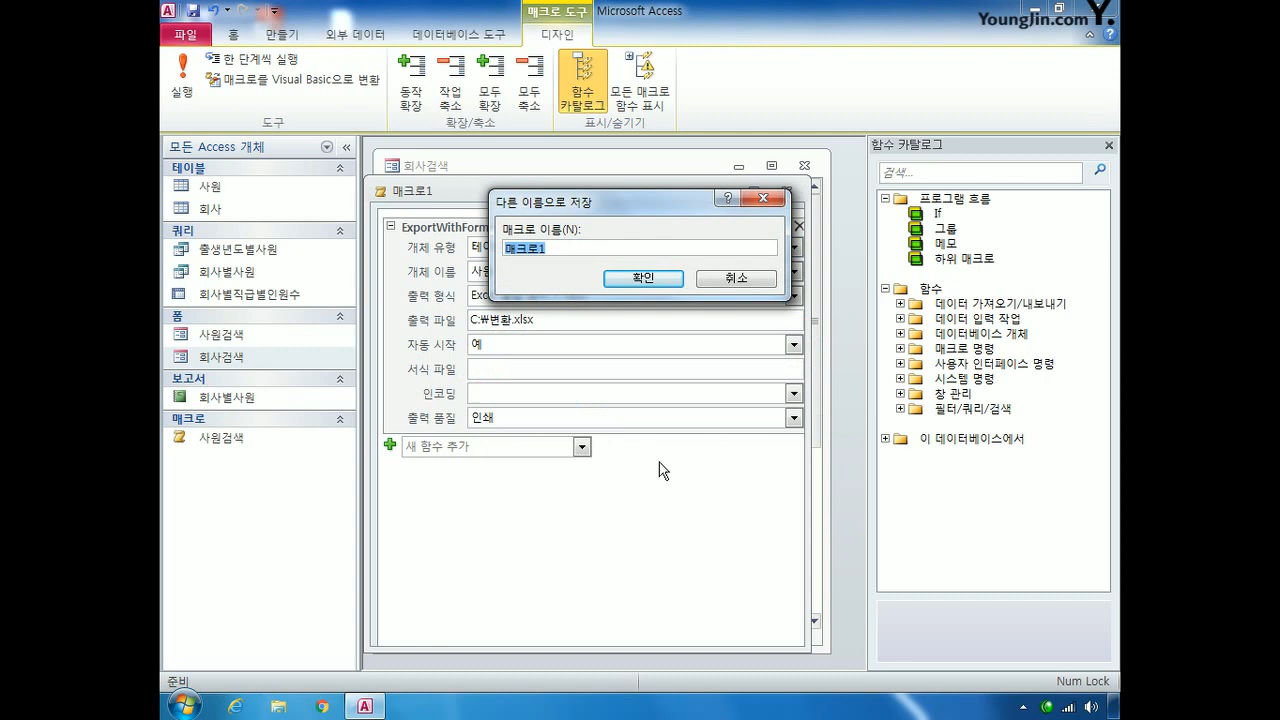 매크로 도구
Microsoft Access
YoungJin.com Y.
파일
홈
만들기
외부 데이터
데이터베이스 도구
디자인
실행
한 단계씩 실행
매크로를 Visual Basic으로 변환
도구
동작 확장
작업 축소
모두 확장
모두 축소
확장/축소
함수 카탈로그
모든 매크로 함수 표시
표시/숨기기
모든 Access 개체
테이블
사원
회사
쿼리
출생년도별사원
회사별사원
회사별직급별인원수
폼
사원검색
회사검색
보고서
회사별사원
매크로
사원검색
회사검색
매크로1
다른 이름으로 저장
매크로 이름(N):
매크로1
확인
취소
ExportWithForm
개체 유형
개체 이름
출력 형식
출력 파일 C:₩변환.xlsx
자동 시작 예
서식 파일
인코딩
출력 품질 인쇄
새 함수 추가
함수 카탈로그
검색...
프로그램 흐름
If
그룹
메모
하위 매크로
함수
데이터 가져오기/내보내기
데이터 입력 작업
데이터베이스 개체
매크로 명령
사용자 인터페이스 명령
시스템 명령
창 관리
필터/쿼리/검색
이 데이터베이스에서
준비
Num Lock